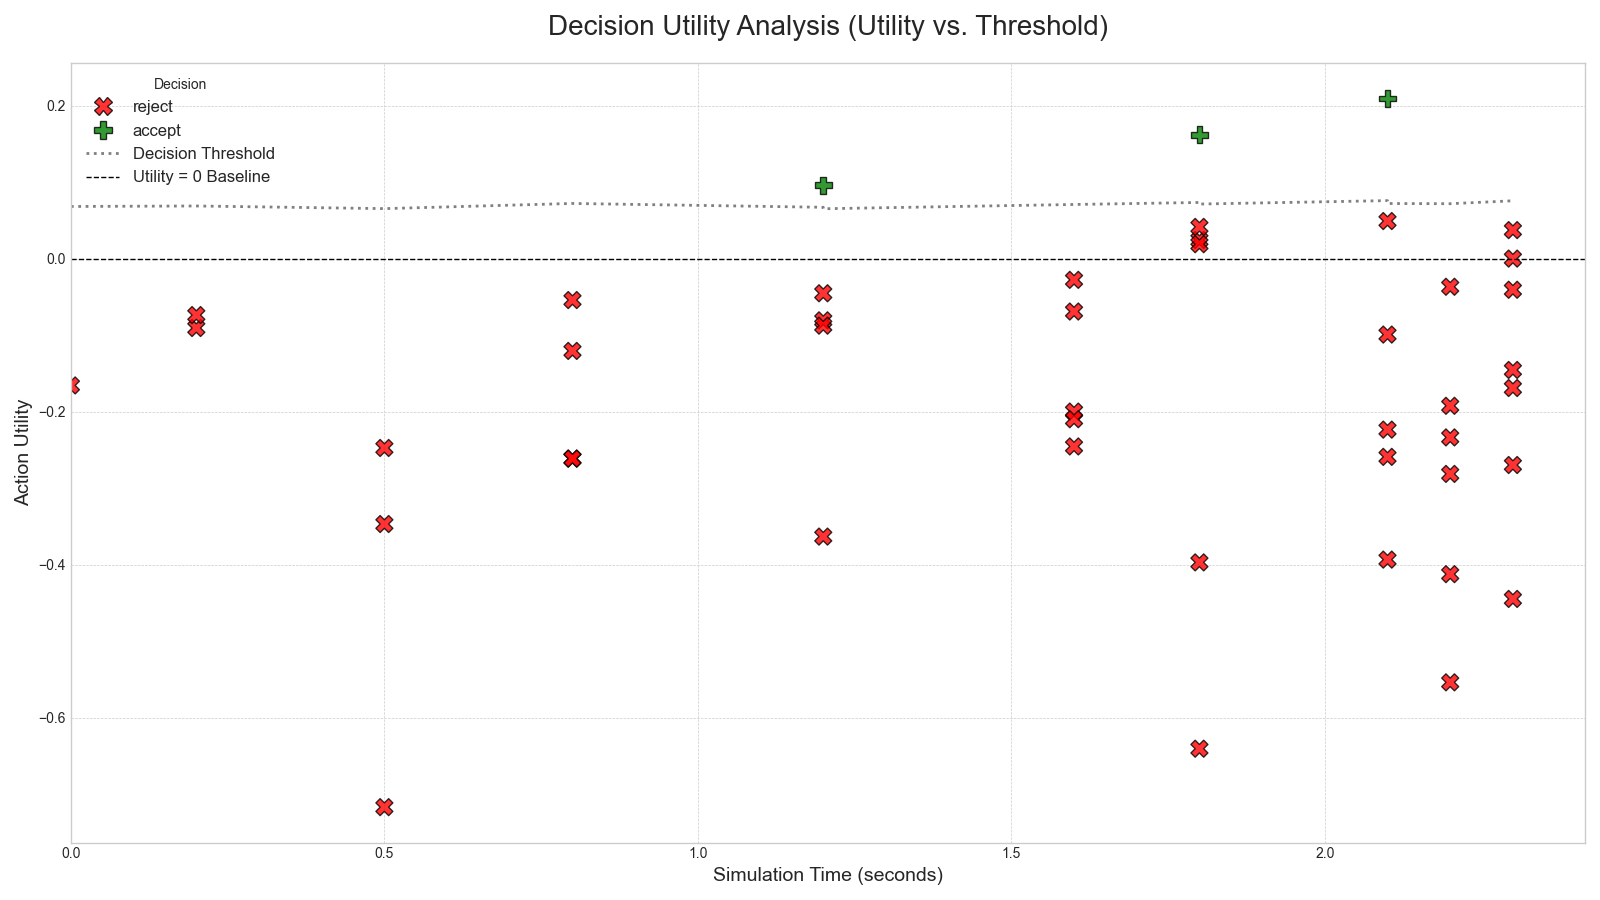 Decision Utility Analysis (Utility vs. Threshold)
Decision
reject
accept
Decision Threshold
Utility = 0 Baseline
0.2
0.0
−0.2
−0.4
−0.6
Action Utility
0.0 0.5 1.0 1.5 2.0
Simulation Time (seconds)